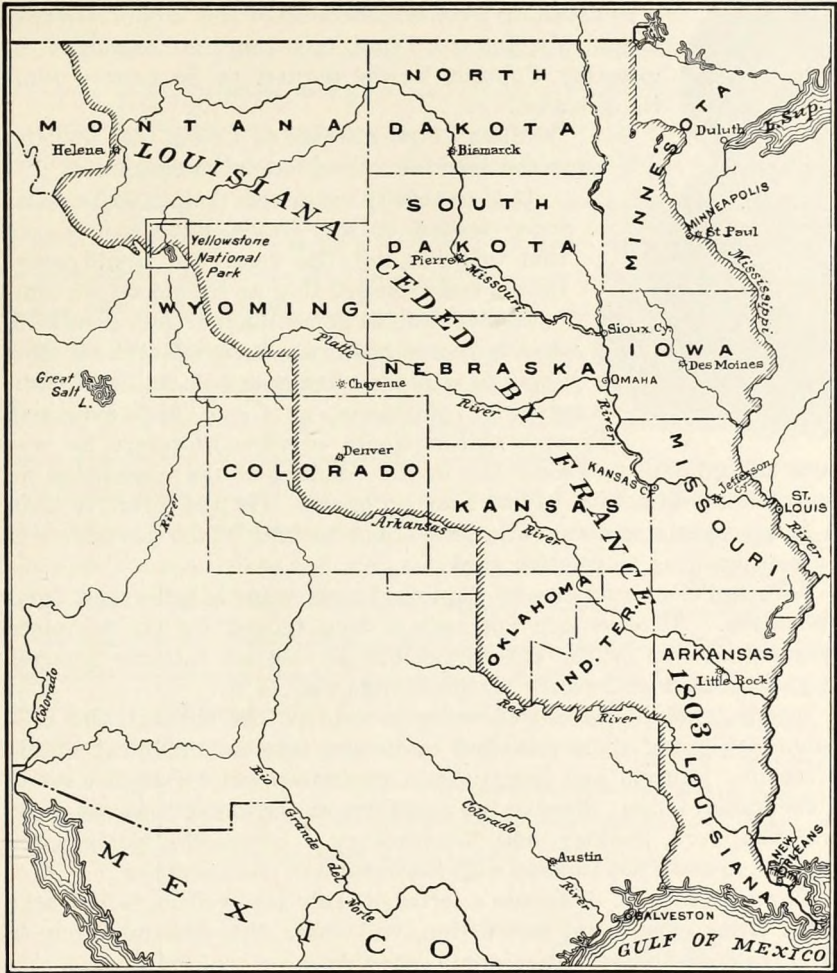 NORTH
DAKOTA
MONTANA
Helena
LOUISIANA
Bismarck
MINNESOTA
Duluth
L. Sup.
SOUTH
DAKOTA
MINNEAPOLIS
St. Paul
Yellowstone
National
Park
Pierre
Missouri
Mississippi
WYOMING
CEDED BY
Sioux Cy.
Platte
IOWA
NEBRASKA
Des Moines
Great
Salt
L.
Cheyenne
OMAHA
River
River
MISSOURI
Denver
COLORADO
FRANCE
KANSAS CY.
Jefferson
Cy.
ST.
LOUIS
River
KANSAS
River
Arkansas
River
OKLAHOMA
IND. TER.
ARKANSAS
Little Rock
1803
Colorado
Red
River
LOUISIANA
Rio
Grande del
Norte
Colorado
River
Austin
NEW
ORLEANS
MEXICO
GALVESTON
GULF OF MEXICO